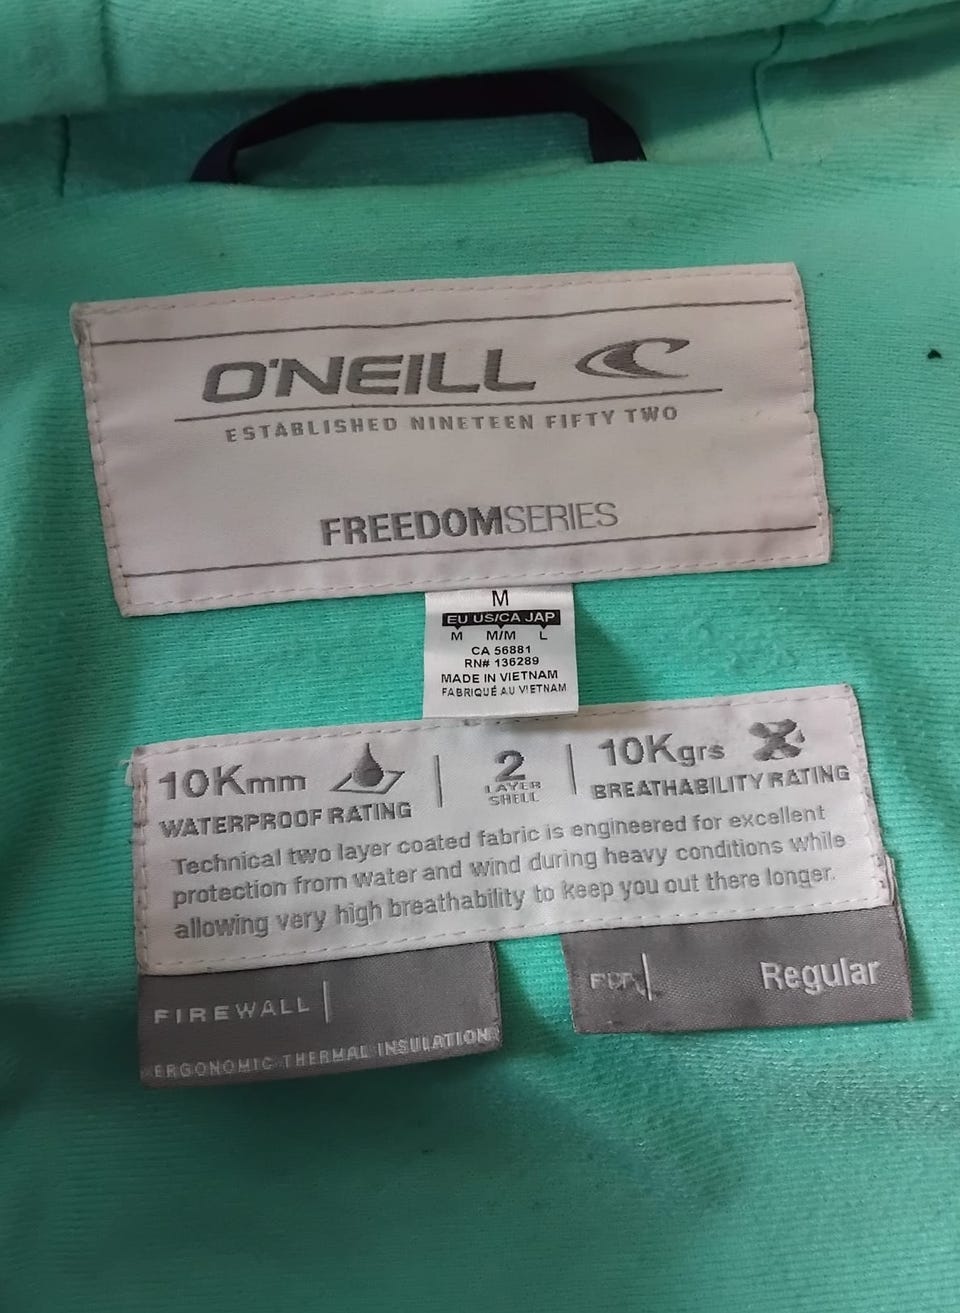 O'NEILL
ESTABLISHED NINETEEN FIFTY TWO
FREEDOMSERIES
M
EU US/CA JAP
M M/M L
CA 56881
RN# 136289
MADE IN VIETNAM
FABRIQUÉ AU VIETNAM
10Kmm
WATERPROOF RATING
2
LAYER
SHELL
10Kgrs
BREATHABILITY RATING
Technical two layer coated fabric is engineered for excellent
protection from water and wind during heavy conditions while
allowing very high breathability to keep you out there longer.
FIREWALL
ERGONOMIC THERMAL INSULATION
Regular